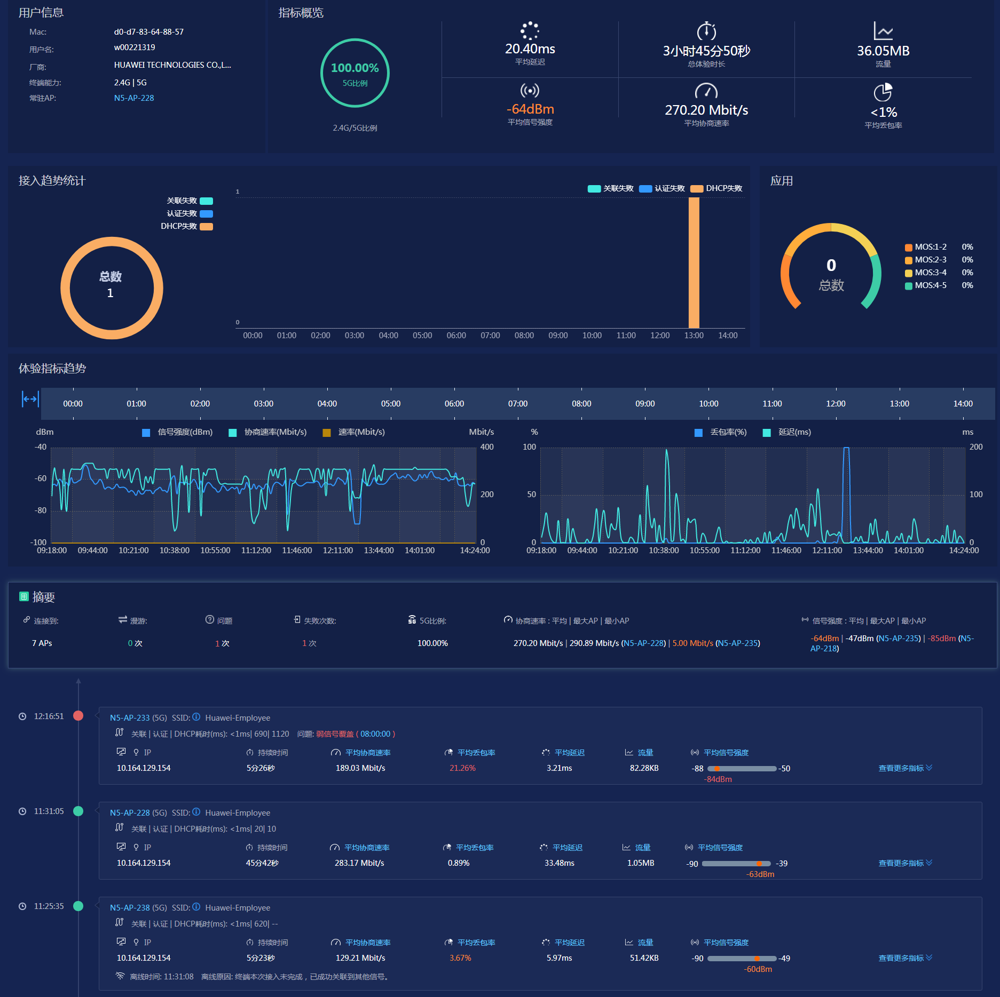 用户信息
Mac: d0-d7-83-64-88-57
用户名: w00221319
厂商: HUAWEI TECHNOLOGIES CO.,L...
终端能力: 2.4G | 5G
常驻AP: N5-AP-228
指标概览
100.00%
5G比例
2.4G/5G比例
20.40ms
平均延迟
3小时45分50秒
总体验时长
36.05MB
流量
-64dBm
平均信号强度
270.20 Mbit/s
平均协商速率
<1%
平均丢包率
接入趋势统计
关联失败
认证失败
DHCP失败
总数
1
关联失败 认证失败 DHCP失败
1
0
00:00 01:00 02:00 03:00 04:00 05:00 06:00 07:00 08:00 09:00 10:00 11:00 12:00 13:00 14:00
应用
0
总数
MOS:1-2 0%
MOS:2-3 0%
MOS:3-4 0%
MOS:4-5 0%
体验指标趋势
00:00 01:00 02:00 03:00 04:00 05:00 06:00 07:00 08:00 09:00 10:00 11:00 12:00 13:00 14:00
dBm 信号强度(dBm) 协商速率(Mbit/s) 速率(Mbit/s) Mbit/s
-40 400
-60
200
-80
-100 0
09:18:00 09:44:00 10:21:00 10:38:00 10:55:00 11:12:00 11:46:00 12:11:00 13:44:00 14:01:00 14:24:00
% 丢包率(%) 延迟(ms) ms
100 200
50 100
0 0
09:18:00 09:44:00 10:21:00 10:38:00 10:55:00 11:12:00 11:46:00 12:11:00 13:44:00 14:01:00 14:24:00
摘要
连接到: 漫游: 问题 失败次数: 5G 5G比例: 协商速率 : 平均 | 最大AP | 最小AP 信号强度 : 平均 | 最大AP | 最小AP
7 APs 0 次 1 次 1 次 100.00% 270.20 Mbit/s | 290.89 Mbit/s (N5-AP-228) | 5.00 Mbit/s (N5-AP-235) -64dBm | -47dBm (N5-AP-235) | -85dBm (N5-
AP-218)
12:16:51
N5-AP-233 (5G) SSID: Huawei-Employee
关联 | 认证 | DHCP耗时(ms): <1ms| 690| 1120 问题: 弱信号覆盖 ( 08:00:00 )
IP 持续时间 平均协商速率 平均丢包率 平均延迟 流量 平均信号强度
10.164.129.154 5分26秒 189.03 Mbit/s 21.26% 3.21ms 82.28KB -88 -50 查看更多指标
-84dBm
11:31:05
N5-AP-228 (5G) SSID: Huawei-Employee
关联 | 认证 | DHCP耗时(ms): <1ms| 20| 10
IP 持续时间 平均协商速率 平均丢包率 平均延迟 流量 平均信号强度
10.164.129.154 45分42秒 283.17 Mbit/s 0.89% 33.48ms 1.05MB -90 -39 查看更多指标
-63dBm
11:25:35
N5-AP-238 (5G) SSID: Huawei-Employee
关联 | 认证 | DHCP耗时(ms): <1ms| 620| --
IP 持续时间 平均协商速率 平均丢包率 平均延迟 流量 平均信号强度
10.164.129.154 5分23秒 129.21 Mbit/s 3.67% 5.97ms 51.42KB -90 -49 查看更多指标
-60dBm
离线时间: 11:31:08 离线原因: 终端本次接入未完成，已成功关联到其他信号。